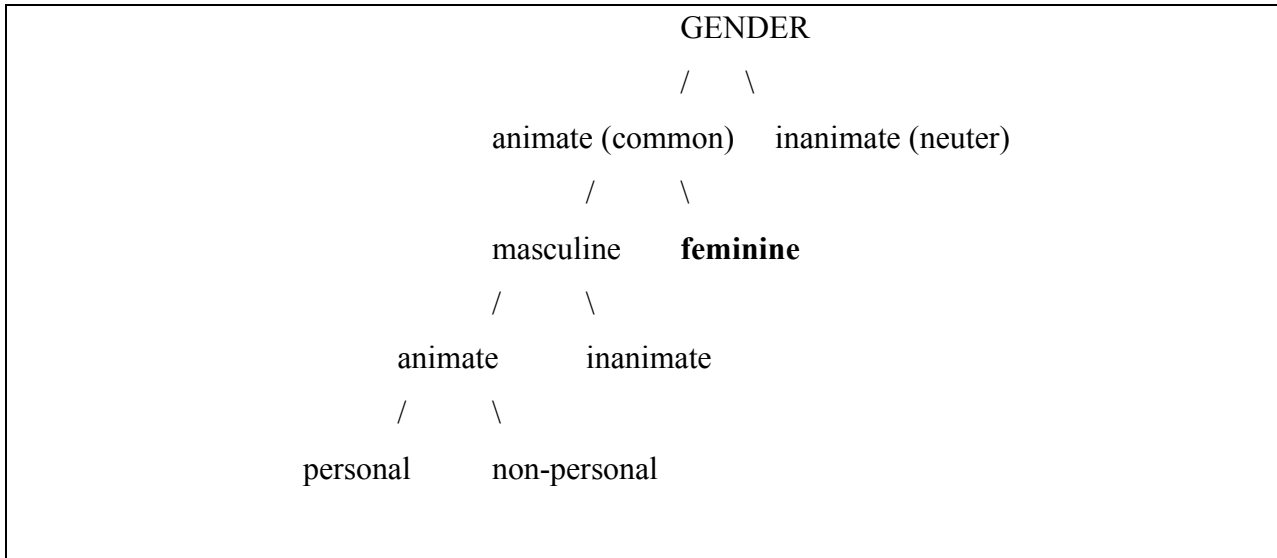 GENDER
/ \
animate (common) inanimate (neuter)
/ \
masculine feminine
/ \
animate inanimate
/ \
personal non-personal